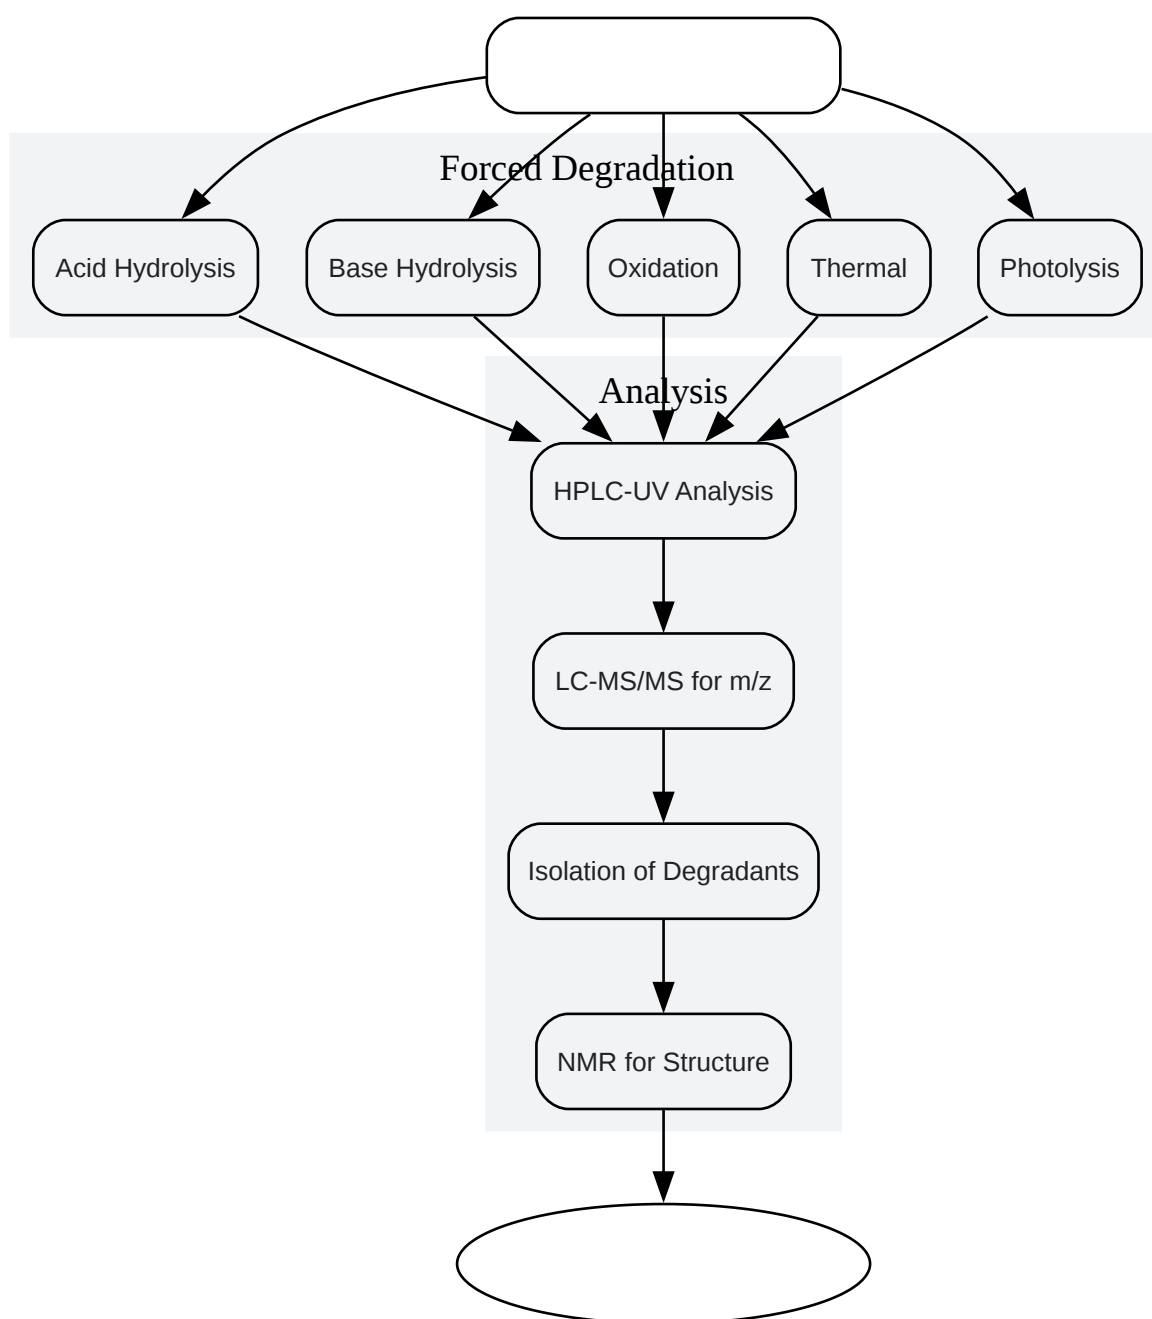 Forced Degradation
Acid Hydrolysis
Base Hydrolysis
Oxidation
Thermal
Photolysis
Analysis
HPLC-UV Analysis
LC-MS/MS for m/z
Isolation of Degradants
NMR for Structure